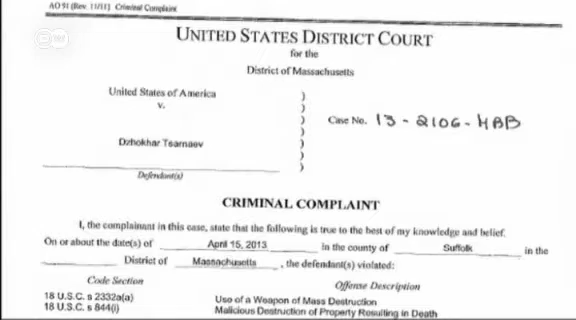 AO 91 (Rev. 11/11) Criminal Complaint
DW
UNITED STATES DISTRICT COURT
for the
District of Massachusetts
United States of America
v.
Dzhokhar Tsarnaev
Defendant(s)
)
)
)
)
)
)
)
Case No. 13-2106-MBB
CRIMINAL COMPLAINT
I, the complainant in this case, state that the following is true to the best of my knowledge and belief.
On or about the date(s) of April 15, 2013 in the county of Suffolk in the
District of Massachusetts , the defendant(s) violated:
Code Section Offense Description
18 U.S.C. s 2332a(a) Use of a Weapon of Mass Destruction
18 U.S.C. s 844(i) Malicious Destruction of Property Resulting in Death